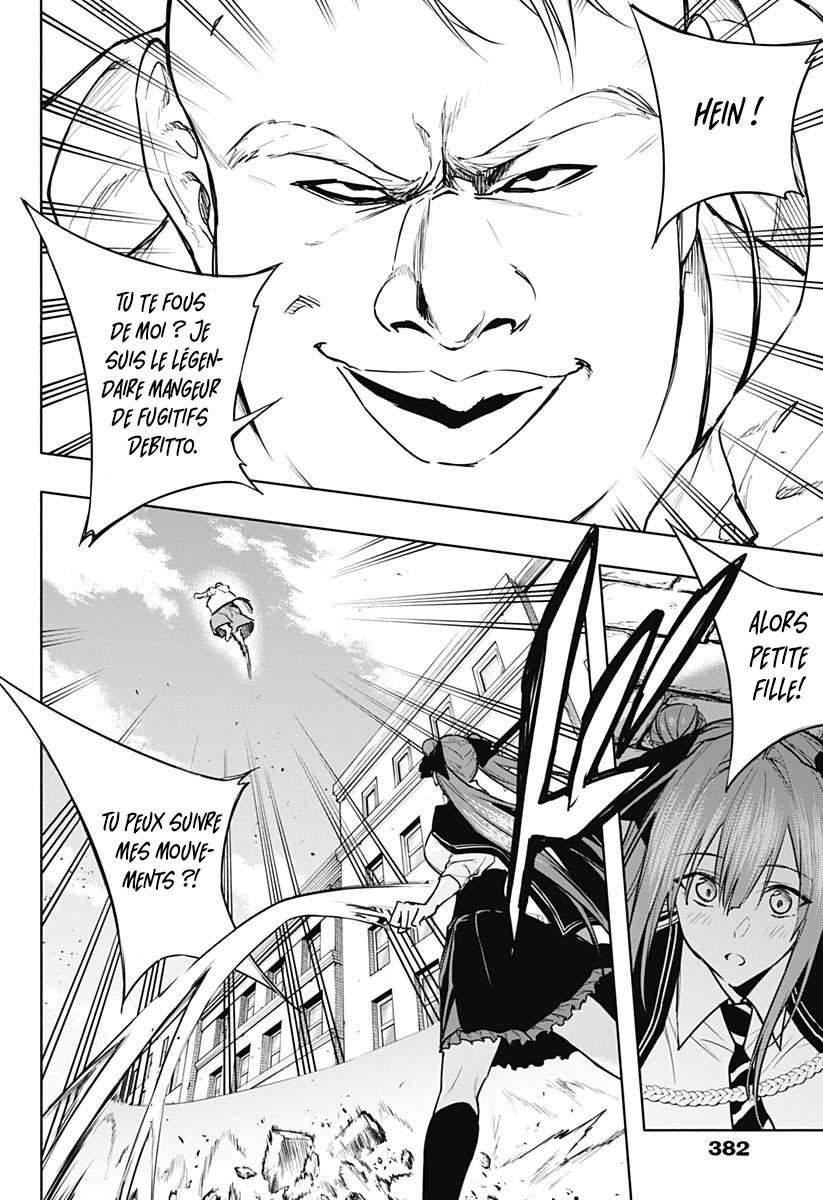 HEIN !
TU TE FOUS
DE MOI ? JE
SUIS LE LÉGEN-
DAIRE MANGEUR
DE FUGITIFS
DEBITTO.
ALORS
PETITE
FILLE!
TU PEUX SUIVRE
MES MOUVE-
MENTS ?!
382